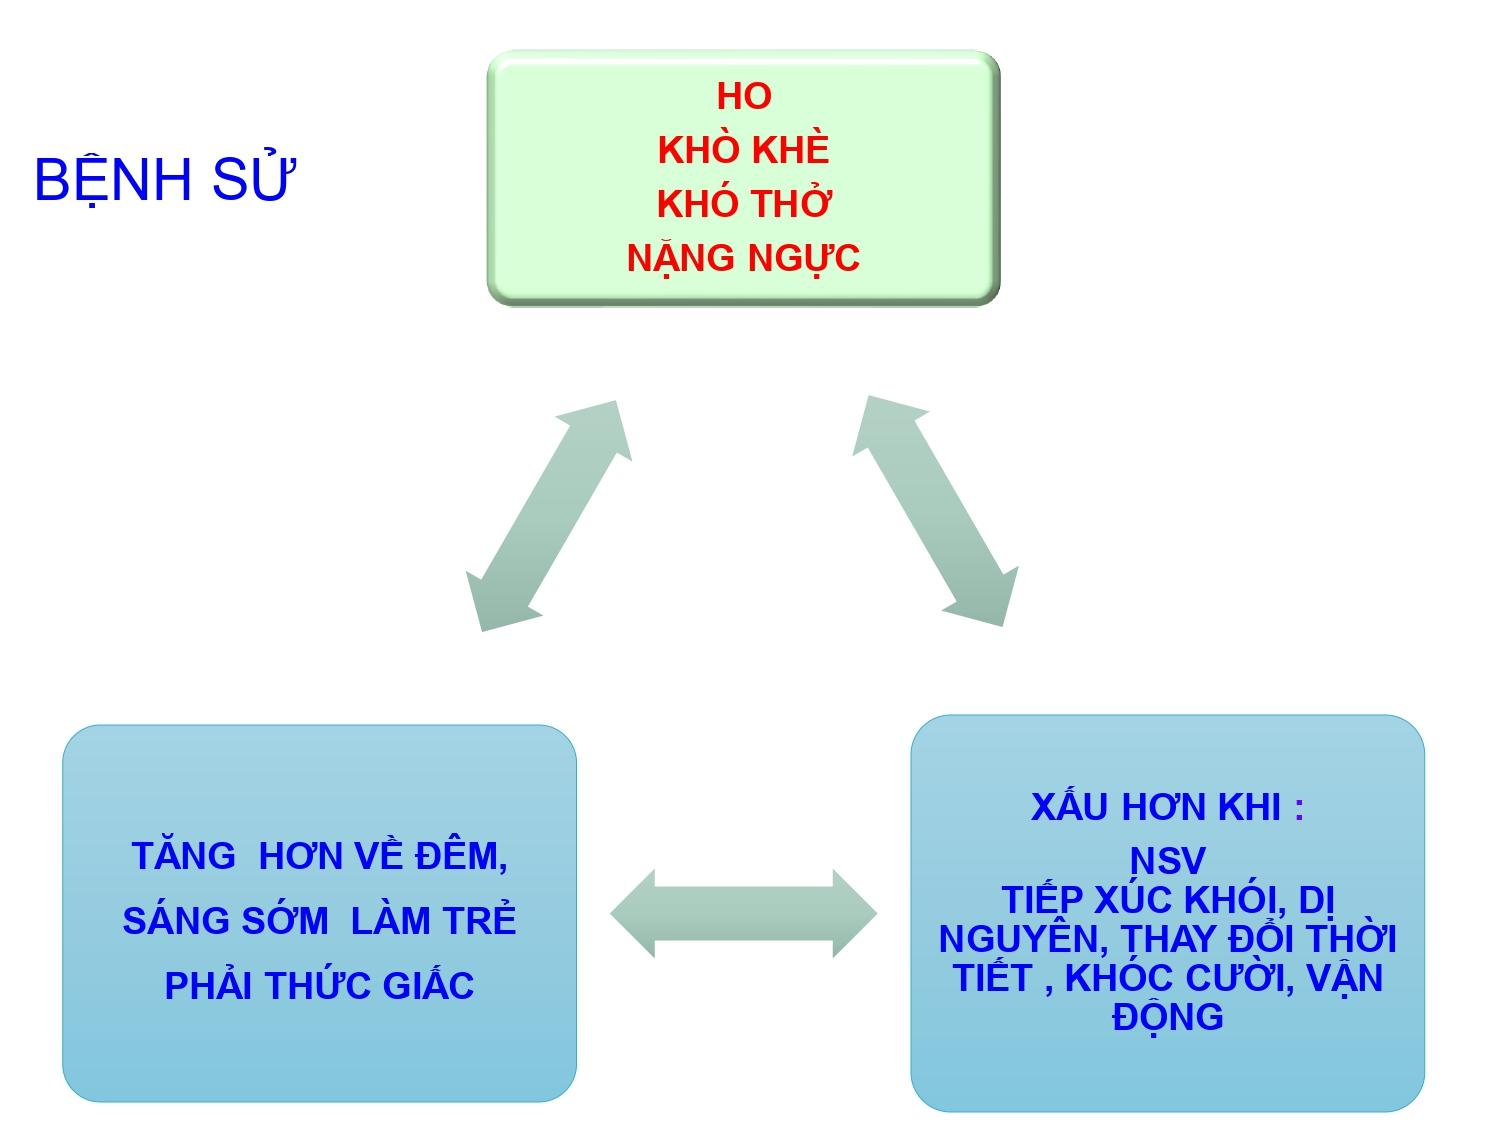 BỆNH SỬ
HO
KHÒ KHÈ
KHÓ THỞ
NẶNG NGỰC
TĂNG  HƠN VỀ ĐÊM,
SÁNG SỚM  LÀM TRẺ
PHẢI THỨC GIẤC
XẤU HƠN KHI :
NSV
TIẾP XÚC KHÓI, DỊ
NGUYÊN, THAY ĐỔI THỜI
TIẾT , KHÓC CƯỜI, VẬN
ĐỘNG